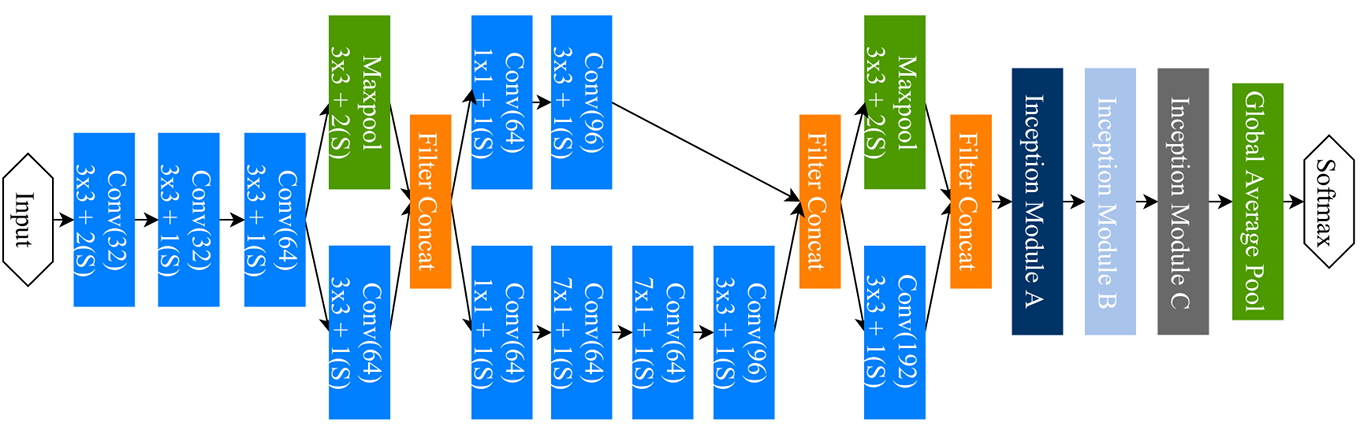 Input
Conv(32)
3x3 + 2(S)
Conv(32)
3x3 + 1(S)
Conv(64)
3x3 + 1(S)
Maxpool
3x3 + 2(S)
Conv(64)
3x3 + 1(S)
Filter Concat
Conv(64)
1x1 + 1(S)
Conv(96)
3x3 + 1(S)
Conv(64)
1x1 + 1(S)
Conv(64)
7x1 + 1(S)
Conv(64)
7x1 + 1(S)
Conv(96)
3x3 + 1(S)
Filter Concat
Maxpool
3x3 + 2(S)
Conv(192)
3x3 + 1(S)
Filter Concat
Inception Module A
Inception Module B
Inception Module C
Global Average Pool
Softmax